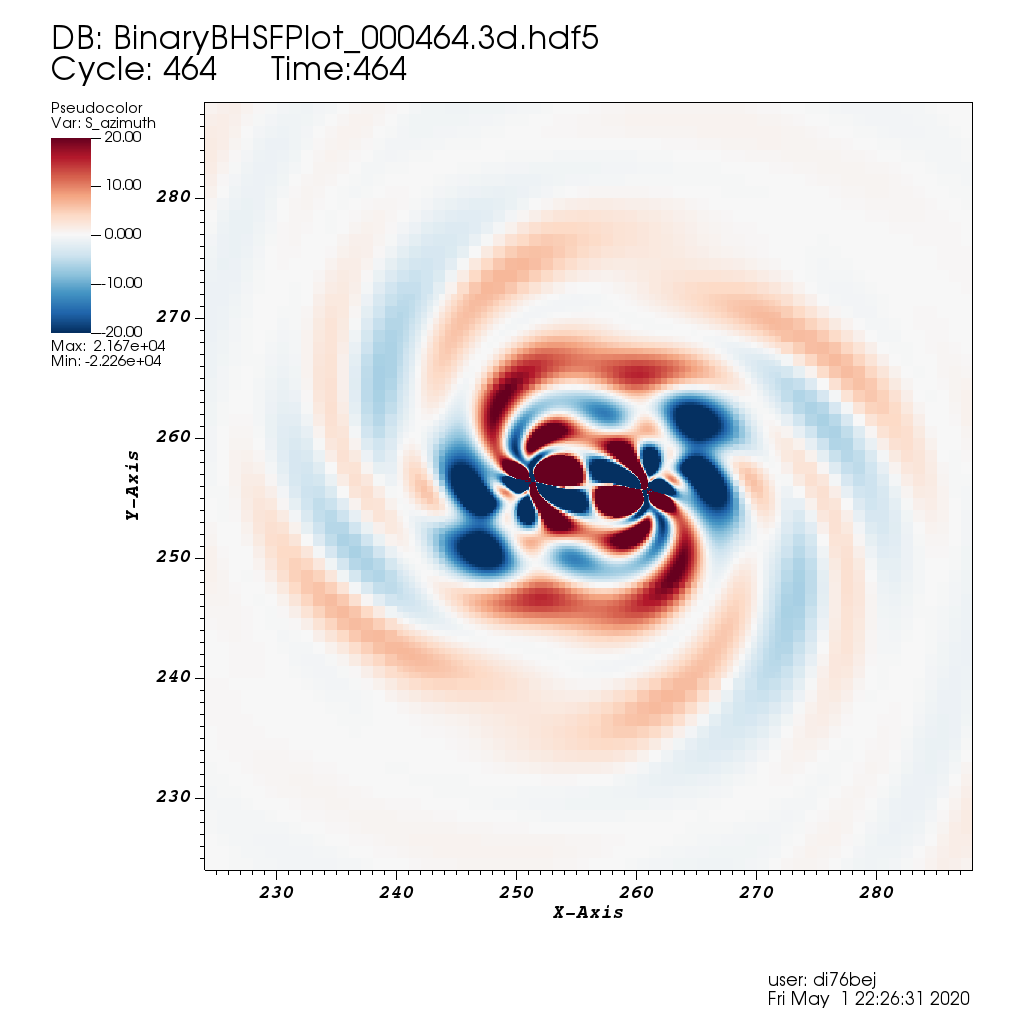 DB: BinaryBHSFPlot_000464.3d.hdf5
Cycle: 464 Time:464
Pseudocolor
Var: S_azimuth
20.00
10.00
0.000
-10.00
-20.00
Max: 2.167e+04
Min: -2.226e+04
280
270
260
250
240
230
Y-Axis
230 240 250 260 270 280
X-Axis
user: di76bej
Fri May 1 22:26:31 2020